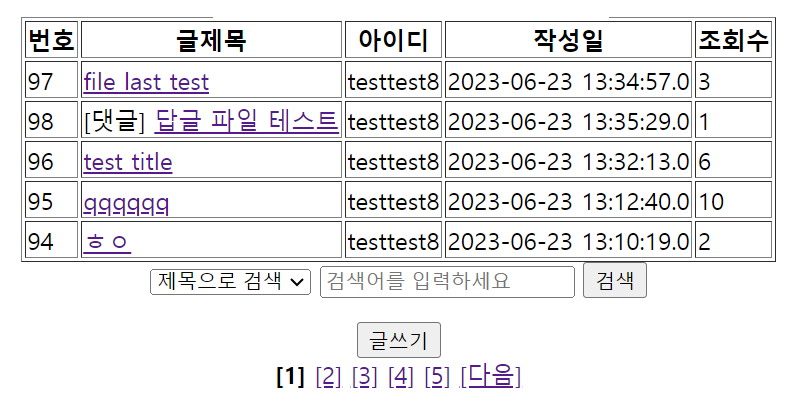 번호 글제목 아이디 작성일 조회수
97 file last test testtest8 2023-06-23 13:34:57.0 3
98 [댓글] 답글 파일 테스트 testtest8 2023-06-23 13:35:29.0 1
96 test title testtest8 2023-06-23 13:32:13.0 6
95 qqqqqq testtest8 2023-06-23 13:12:40.0 10
94 ㅎㅇ testtest8 2023-06-23 13:10:19.0 2
제목으로 검색 검색어를 입력하세요 검색
글쓰기
[1] [2] [3] [4] [5] [다음]